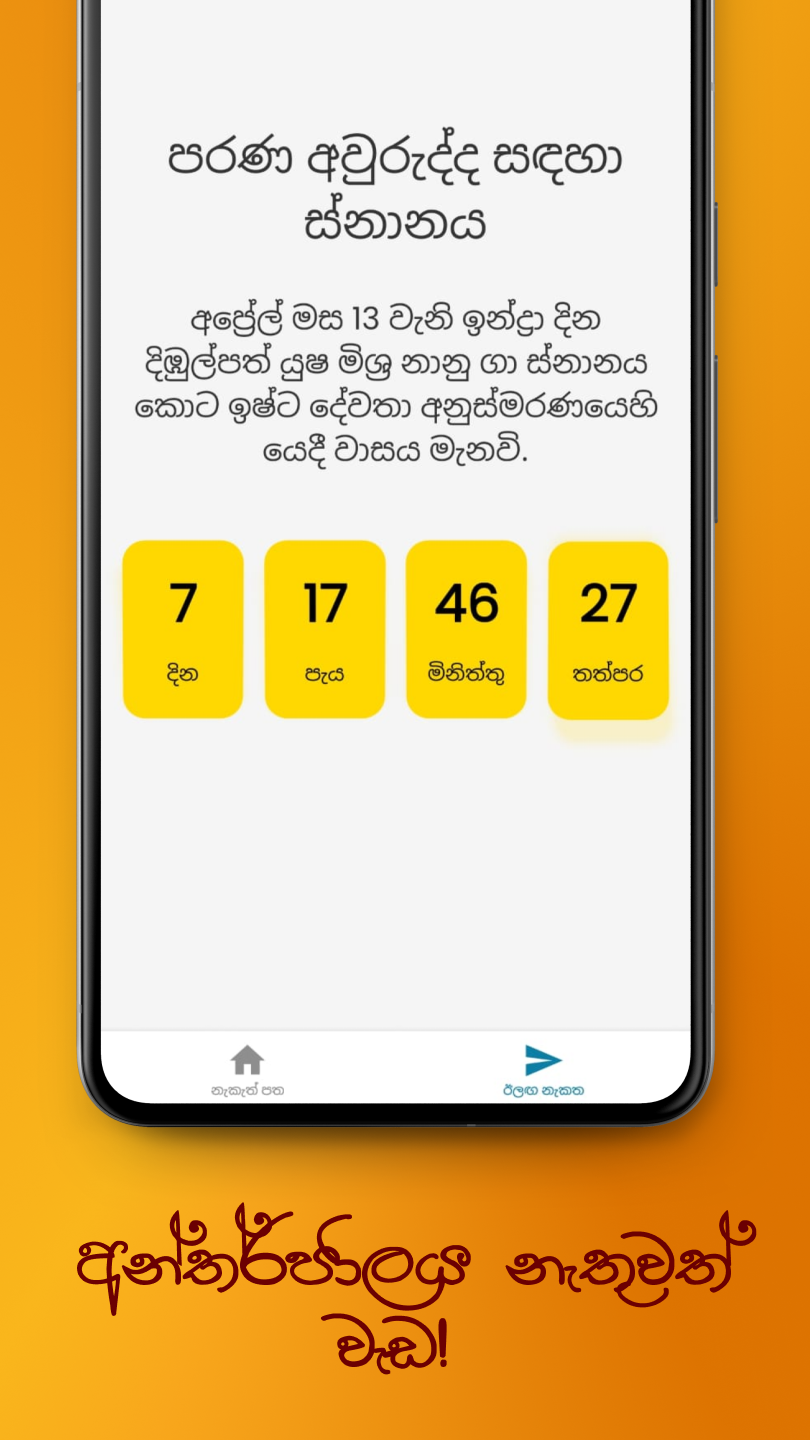 පරණ අවුරුද්ද සඳහා
ස්නානය
අප්‍රේල් මස 13 වැනි ඉන්ද්‍රා දින
දිඹුල්පත් යුෂ මිශ්‍ර නානු ගා ස්නානය
කොට ඉෂ්ට දේවතා අනුස්මරණයෙහි
යෙදී වාසය මැනවි.
7 17 46 27
දින පැය මිනිත්තු තත්පර
නැකැත් පත ඊලඟ නැකත
අන්තර්ජාලය නැතුවත්
වැඩ!